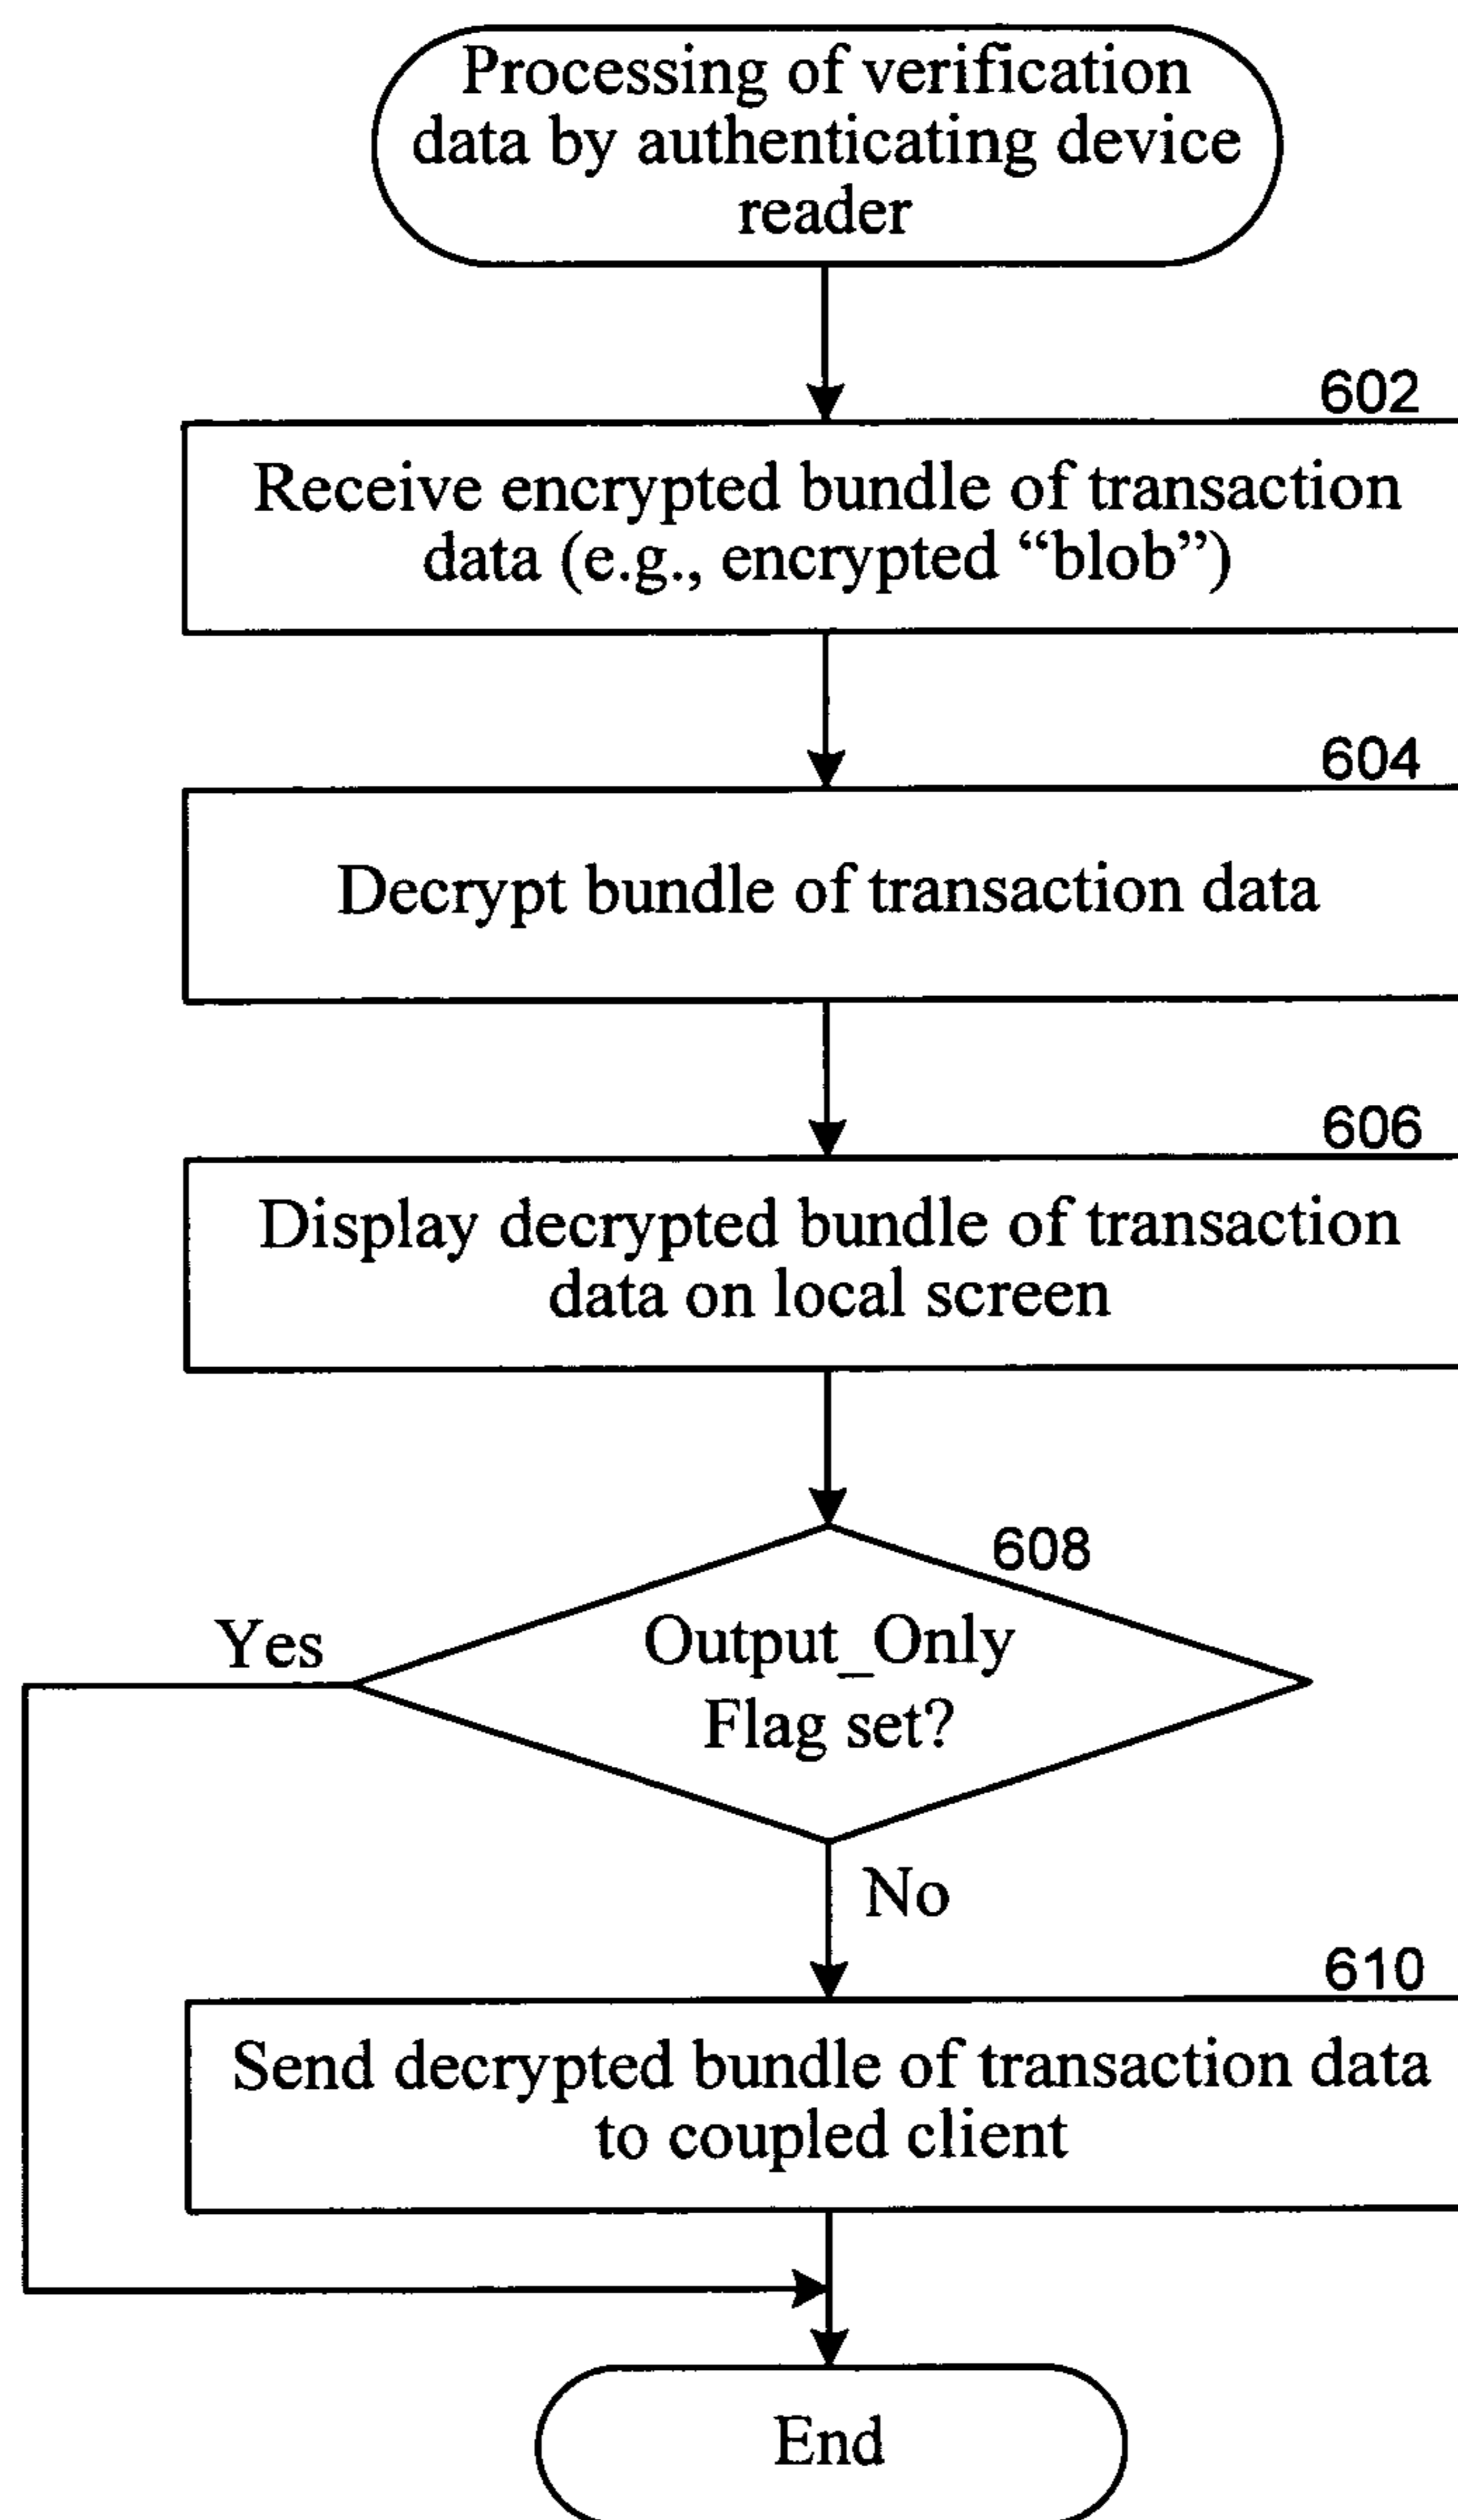 Processing of verification
data by authenticating device
reader
602
Receive encrypted bundle of transaction
data (e.g., encrypted “blob”)
604
Decrypt bundle of transaction data
606
Display decrypted bundle of transaction
data on local screen
608
Output_Only
Flag set?
Yes
No
610
Send decrypted bundle of transaction data
to coupled client
End